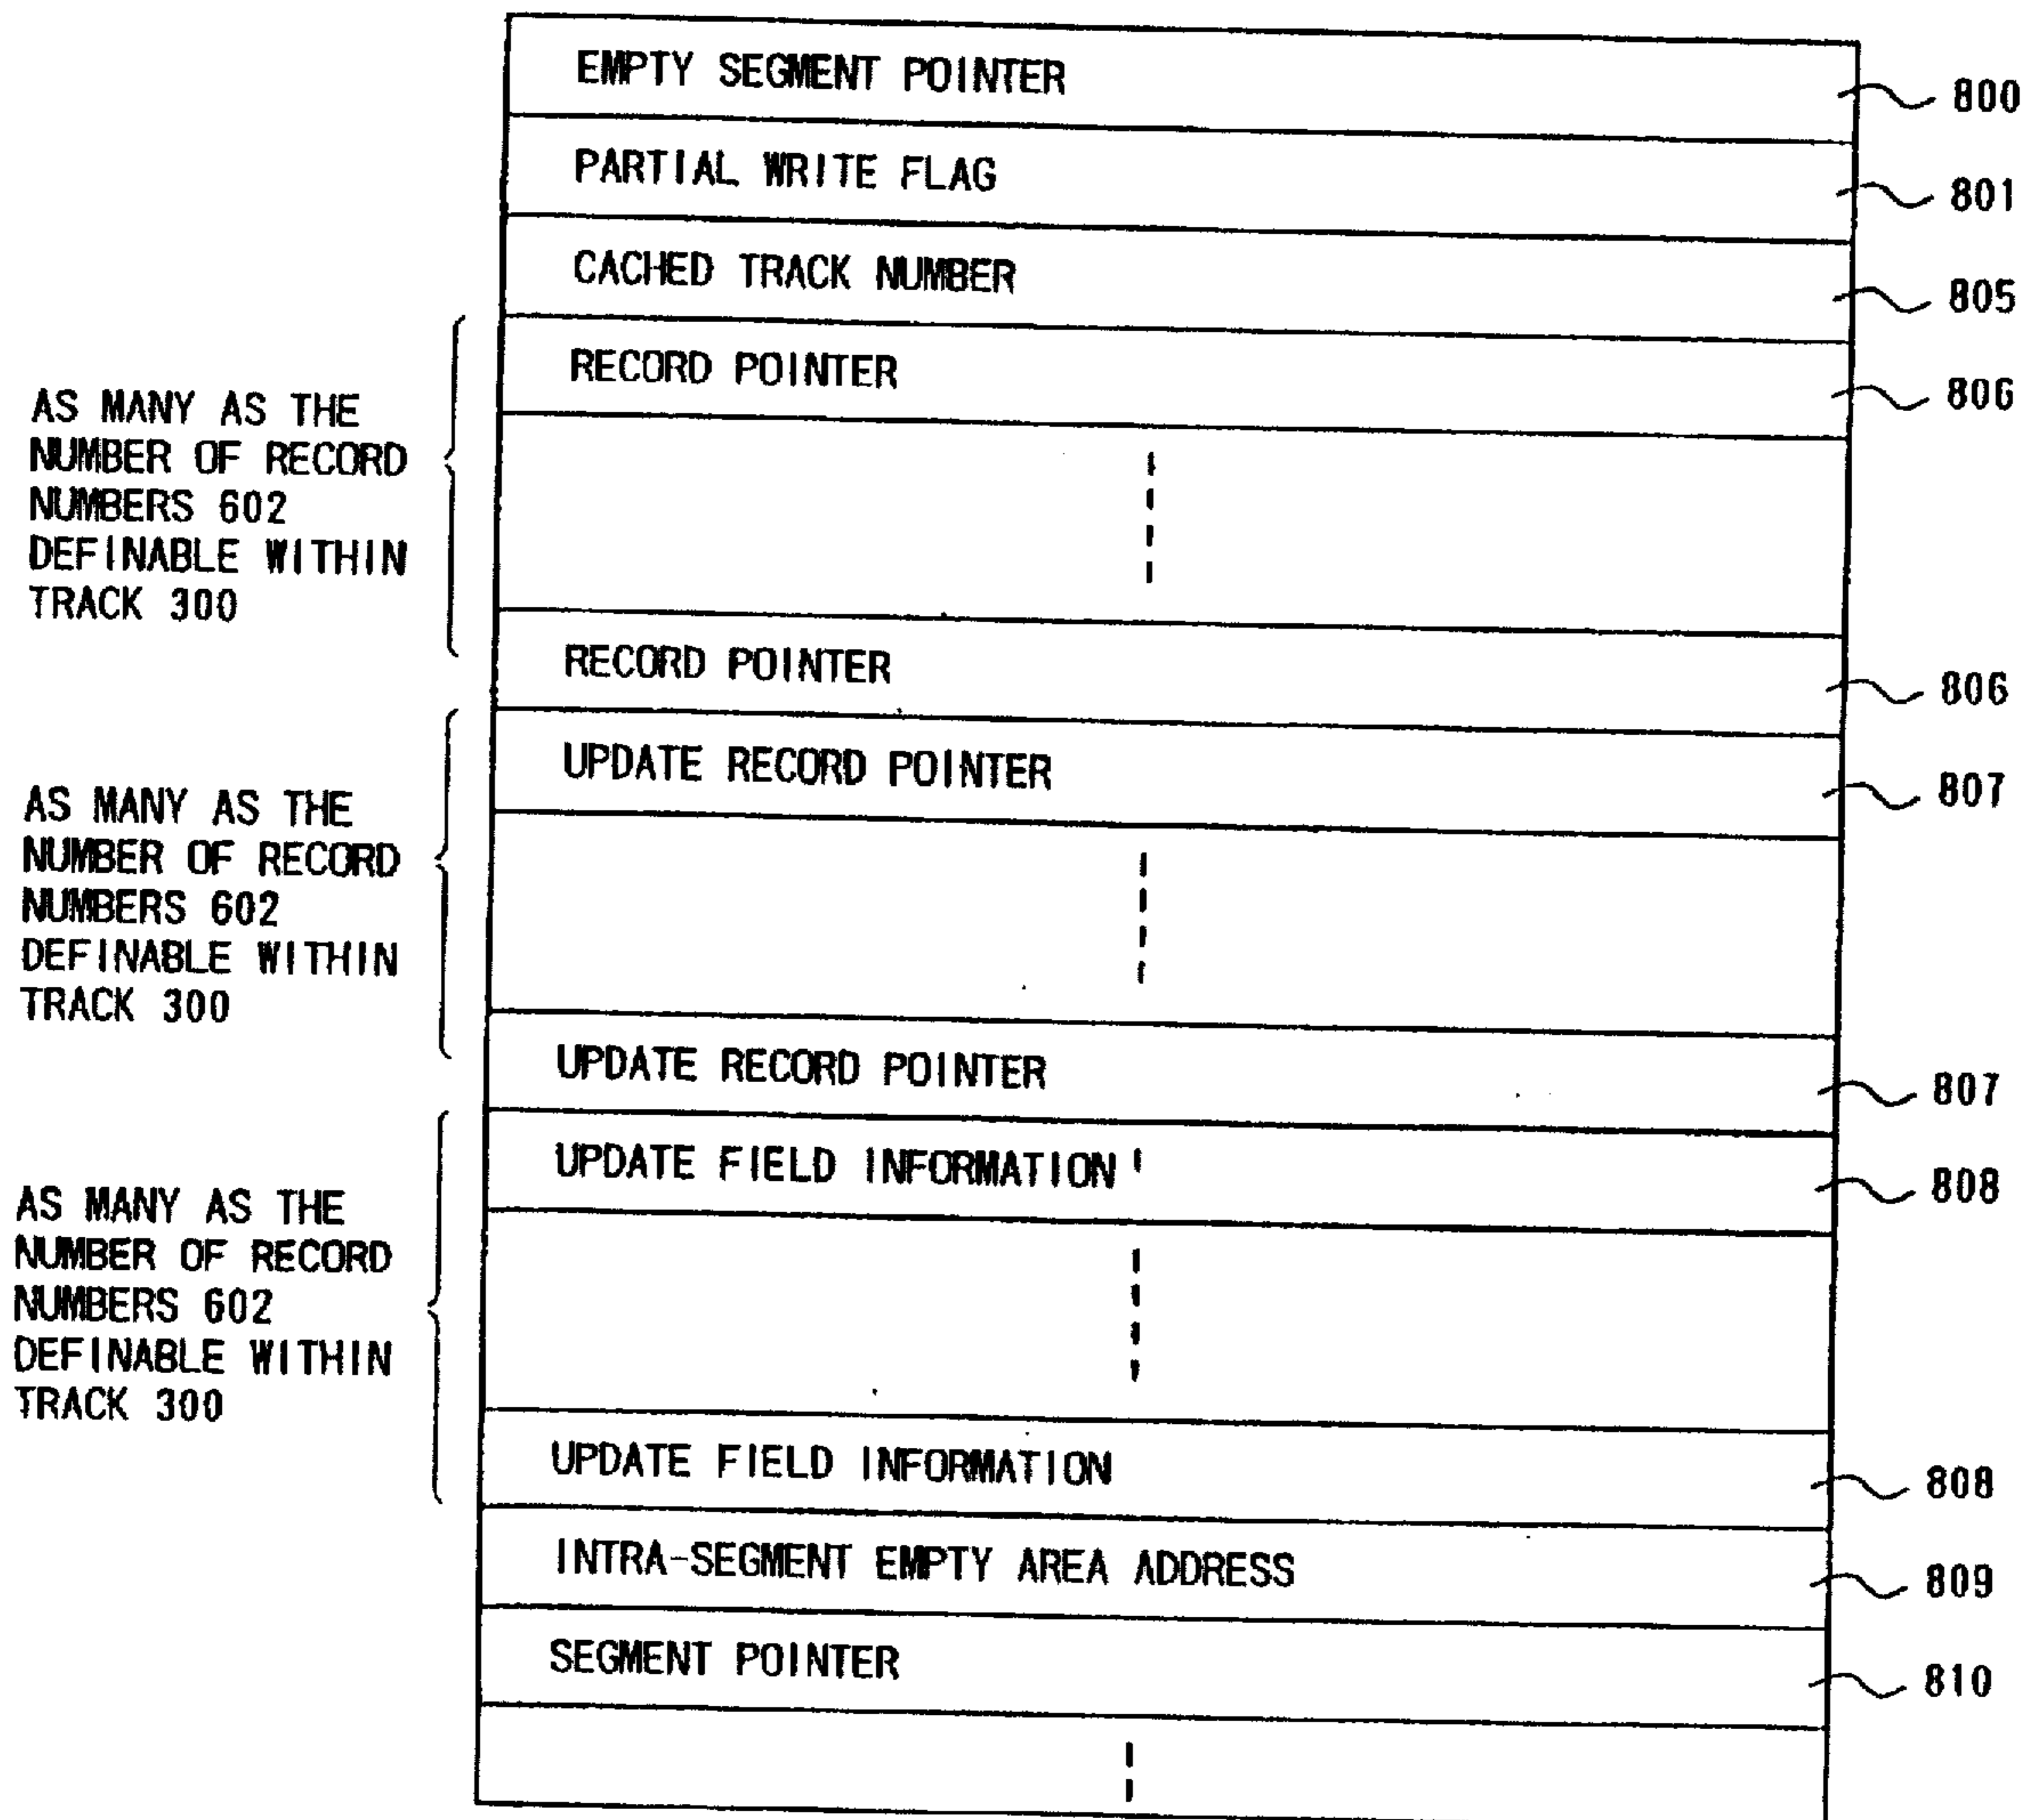 EMPTY SEGMENT POINTER
800
PARTIAL WRITE FLAG
801
CACHED TRACK NUMBER
805
RECORD POINTER
806
AS MANY AS THE
NUMBER OF RECORD
NUMBERS 602
DEFINABLE WITHIN
TRACK 300
RECORD POINTER
806
UPDATE RECORD POINTER
807
AS MANY AS THE
NUMBER OF RECORD
NUMBERS 602
DEFINABLE WITHIN
TRACK 300
UPDATE RECORD POINTER
807
UPDATE FIELD INFORMATION
808
AS MANY AS THE
NUMBER OF RECORD
NUMBERS 602
DEFINABLE WITHIN
TRACK 300
UPDATE FIELD INFORMATION
808
INTRA-SEGMENT EMPTY AREA ADDRESS
809
SEGMENT POINTER
810